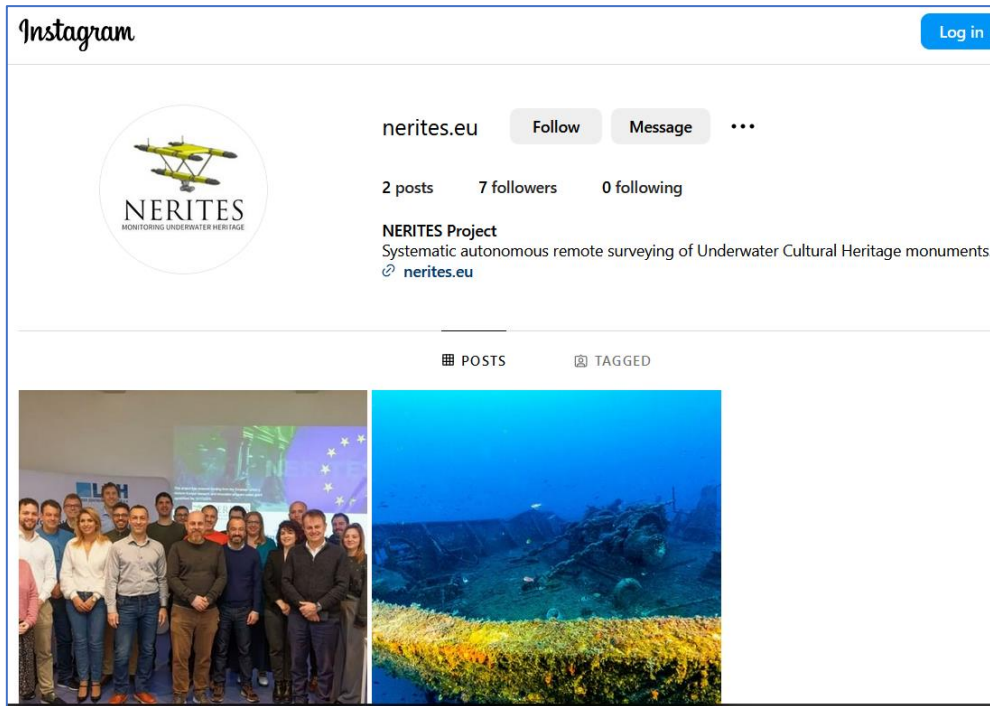 Instagram
Log in
nerites.eu Follow Message
2 posts 7 followers 0 following
NERITES
MONITORING UNDERWATER HERITAGE
NERITES Project
Systematic autonomous remote surveying of Underwater Cultural Heritage monuments
nerites.eu
POSTS TAGGED
NERITES